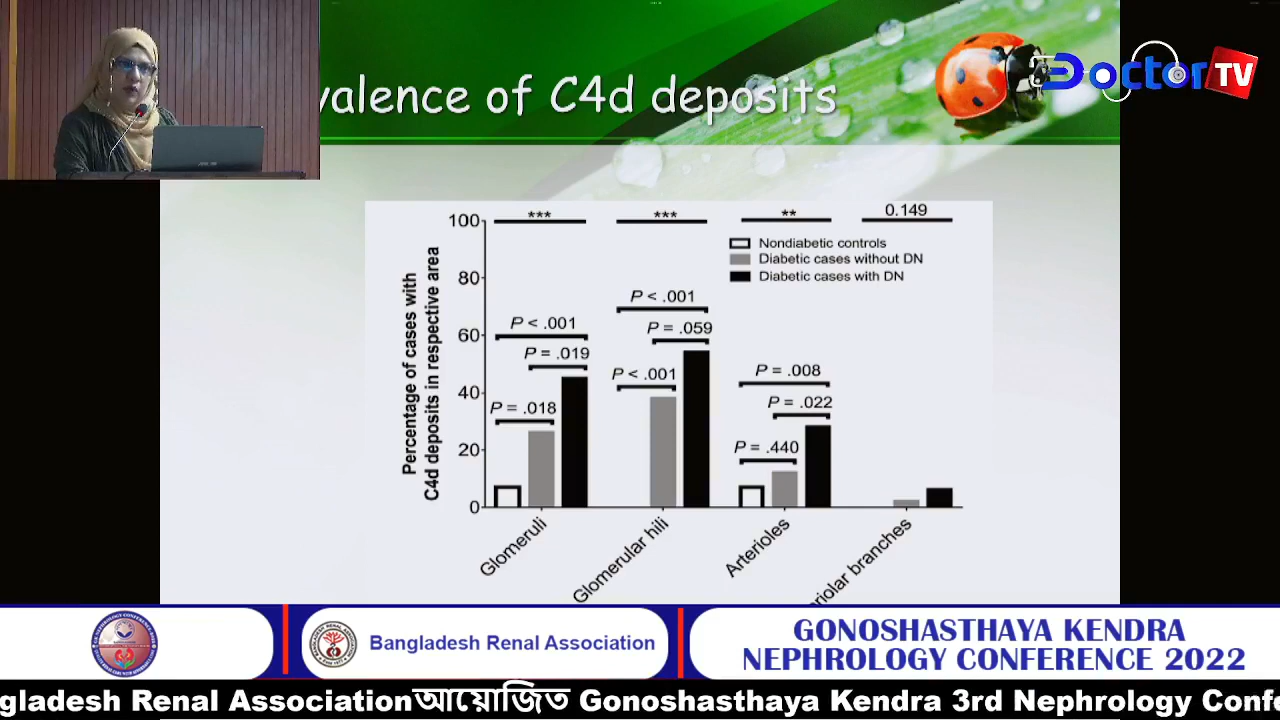 valence of C4d deposits
DoctorTV
100
80
60
40
20
0
Percentage of cases with
C4d deposits in respective area
***
***
**
0.149
Nondiabetic controls
Diabetic cases without DN
Diabetic cases with DN
P < .001
P = .019
P = .018
P < .001
P = .059
P < .001
P = .008
P = .022
P = .440
Glomeruli
Glomerular hili
Arterioles
riolar branches
Bangladesh Renal Association
GONOSHASTHAYA KENDRA
NEPHROLOGY CONFERENCE 2022
gladesh Renal Associationআয়োজিত Gonoshasthaya Kendra 3rd Nephrology Conf